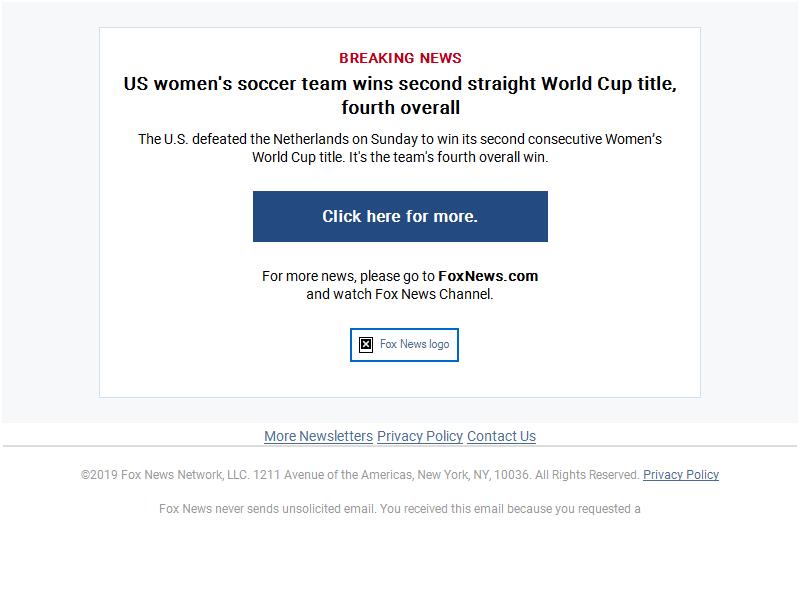 BREAKING NEWS
US women's soccer team wins second straight World Cup title,
fourth overall
The U.S. defeated the Netherlands on Sunday to win its second consecutive Women’s
World Cup title. It's the team's fourth overall win.
Click here for more.
For more news, please go to FoxNews.com
and watch Fox News Channel.
Fox News logo
More Newsletters Privacy Policy Contact Us
©2019 Fox News Network, LLC. 1211 Avenue of the Americas, New York, NY, 10036. All Rights Reserved. Privacy Policy
Fox News never sends unsolicited email. You received this email because you requested a